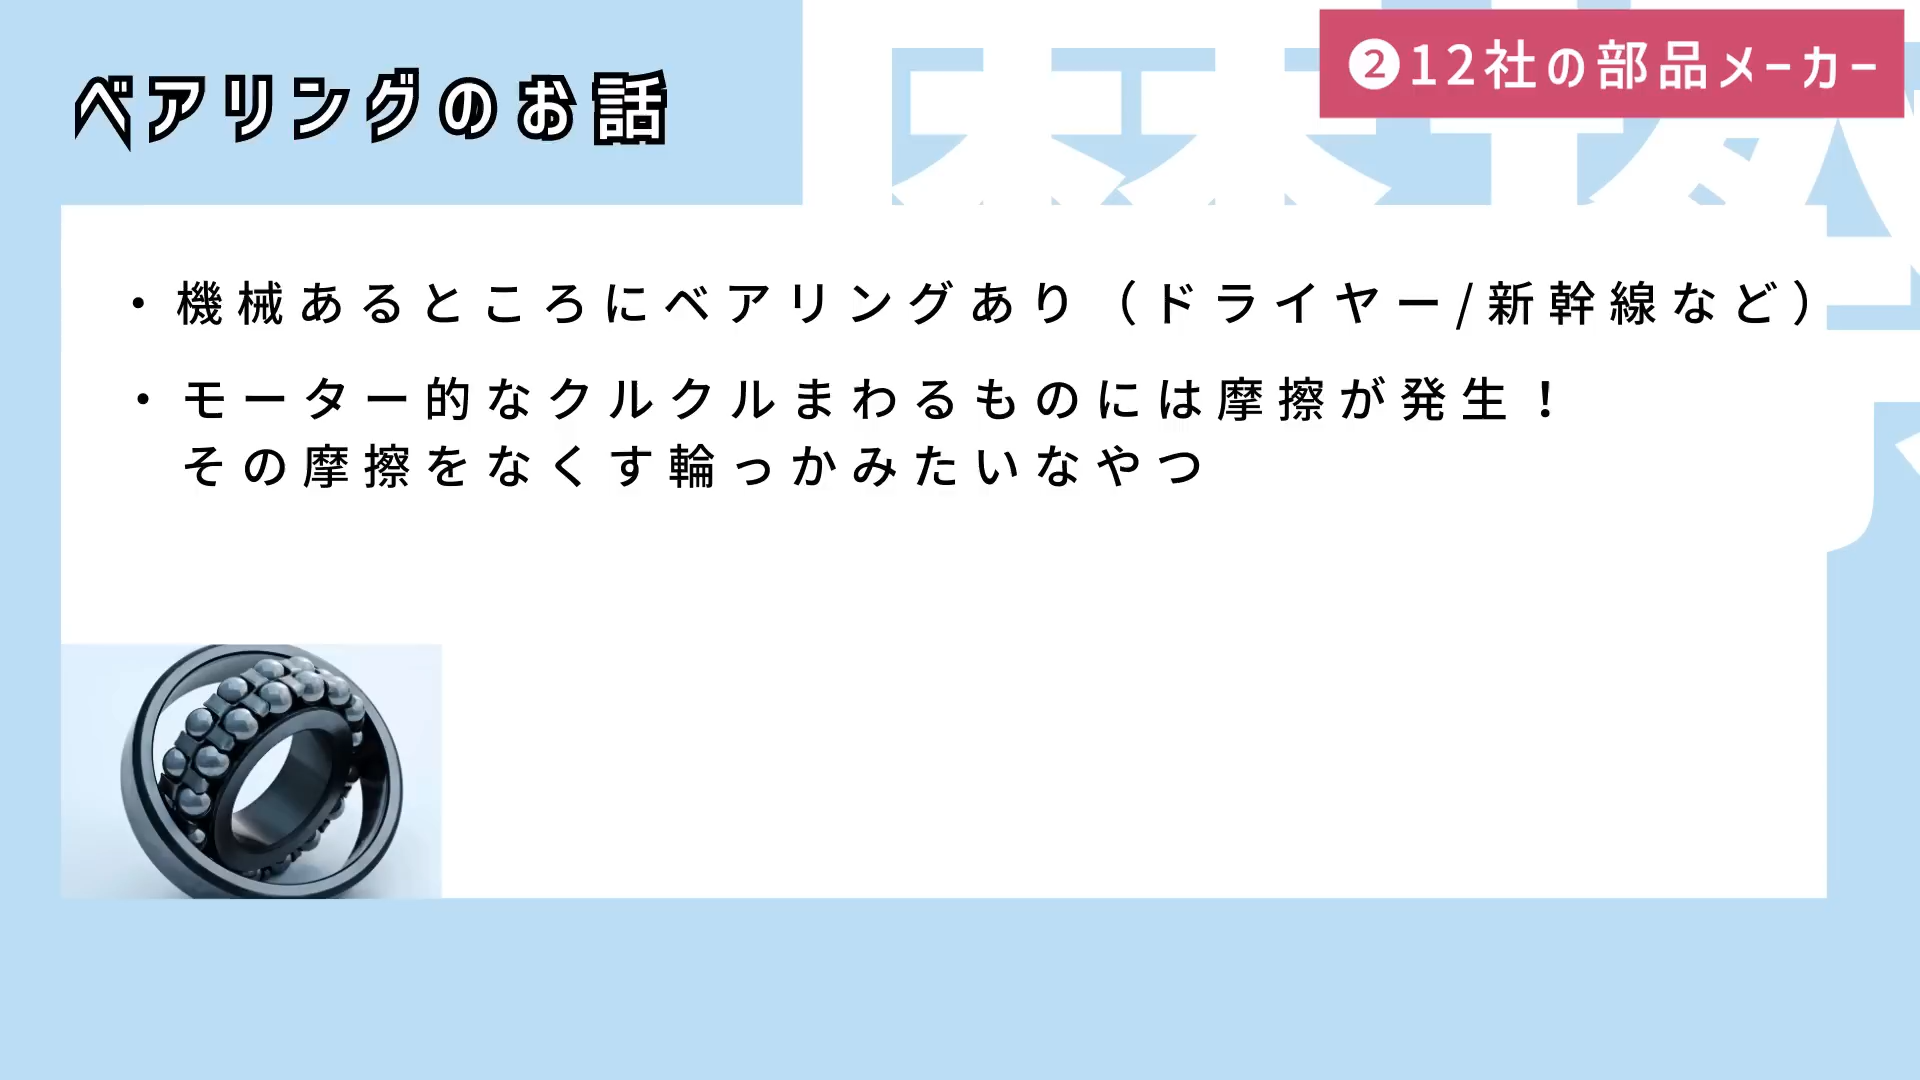 ベアリングのお話
❷12社の部品メーカー
・機械あるところにベアリングあり（ドライヤー/新幹線など）
・モーター的なクルクルまわるものには摩擦が発生！
その摩擦をなくす輪っかみたいなやつ